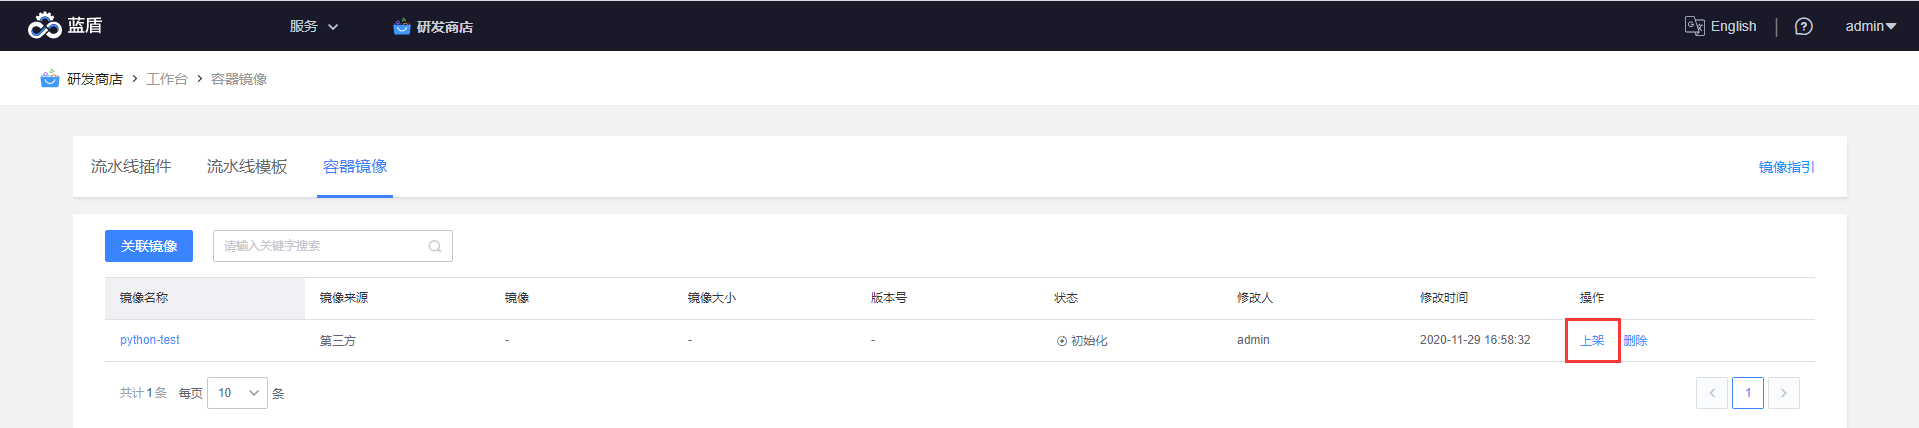 蓝盾 服务 研发商店 English | admin
研发商店 > 工作台 > 容器镜像
流水线插件 流水线模板 容器镜像 镜像指引
关联镜像 请输入关键字搜索
镜像名称 镜像来源 镜像 镜像大小 版本号 状态 修改人 修改时间 操作
python-test 第三方 - - - 初始化 admin 2020-11-29 16:58:32 上架 删除
共计1条 每页 10 条 < 1 >